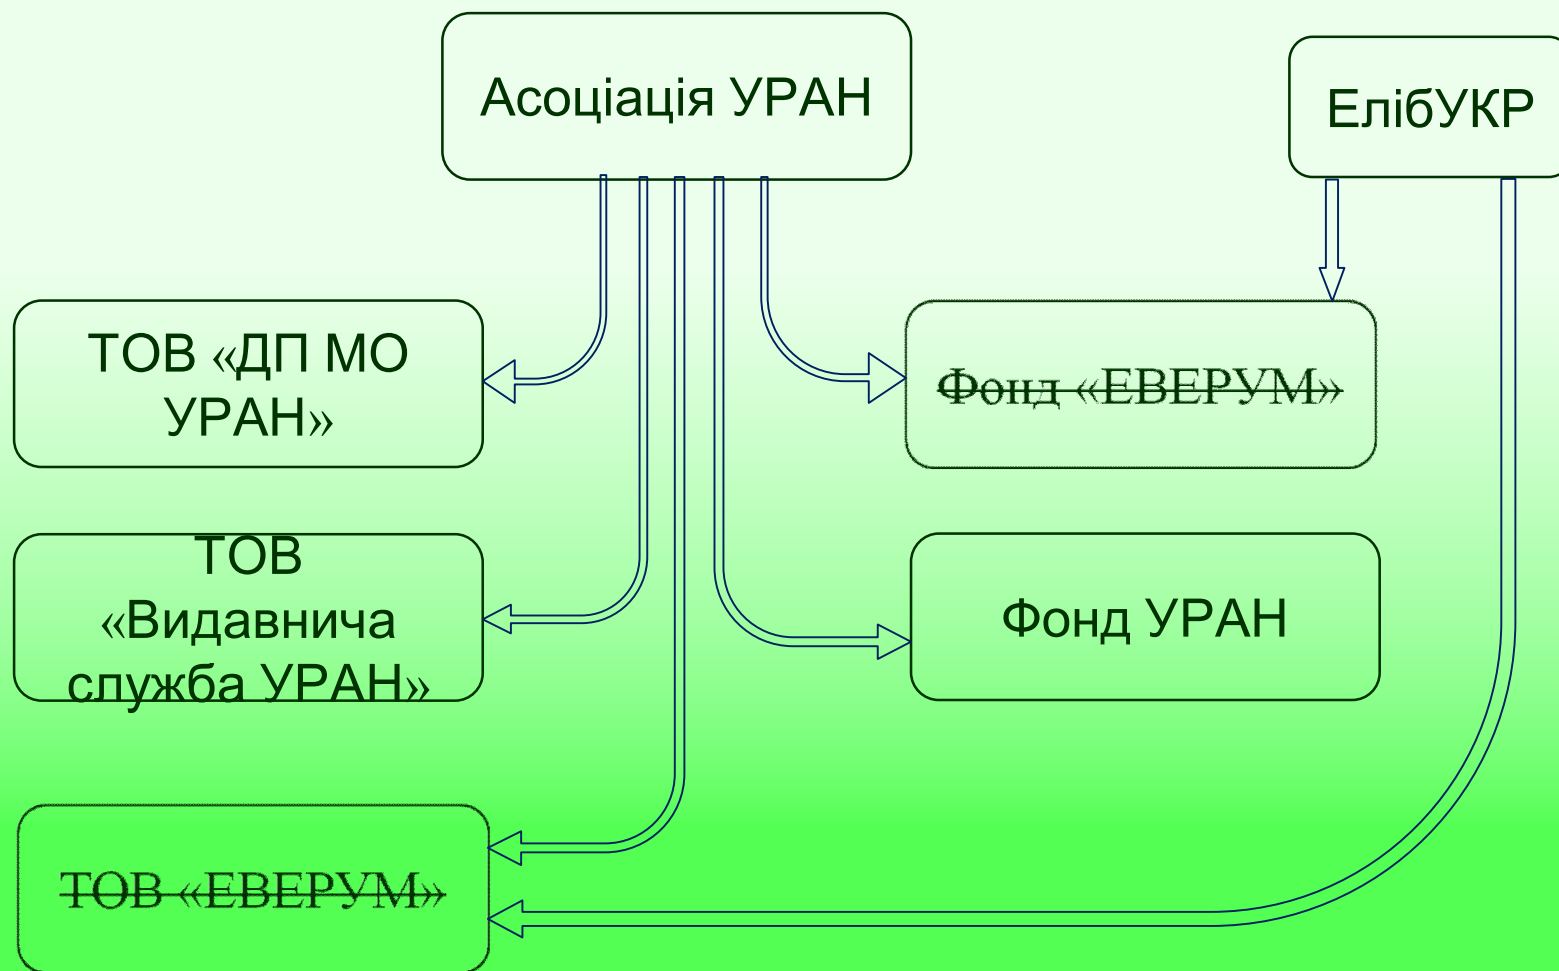 Асоціація УРАН
ЕлібУКР
ТОВ «ДП МО
УРАН»
Фонд «ЕВЕРУМ»
ТОВ
«Видавнича
служба УРАН»
Фонд УРАН
ТОВ «ЕВЕРУМ»